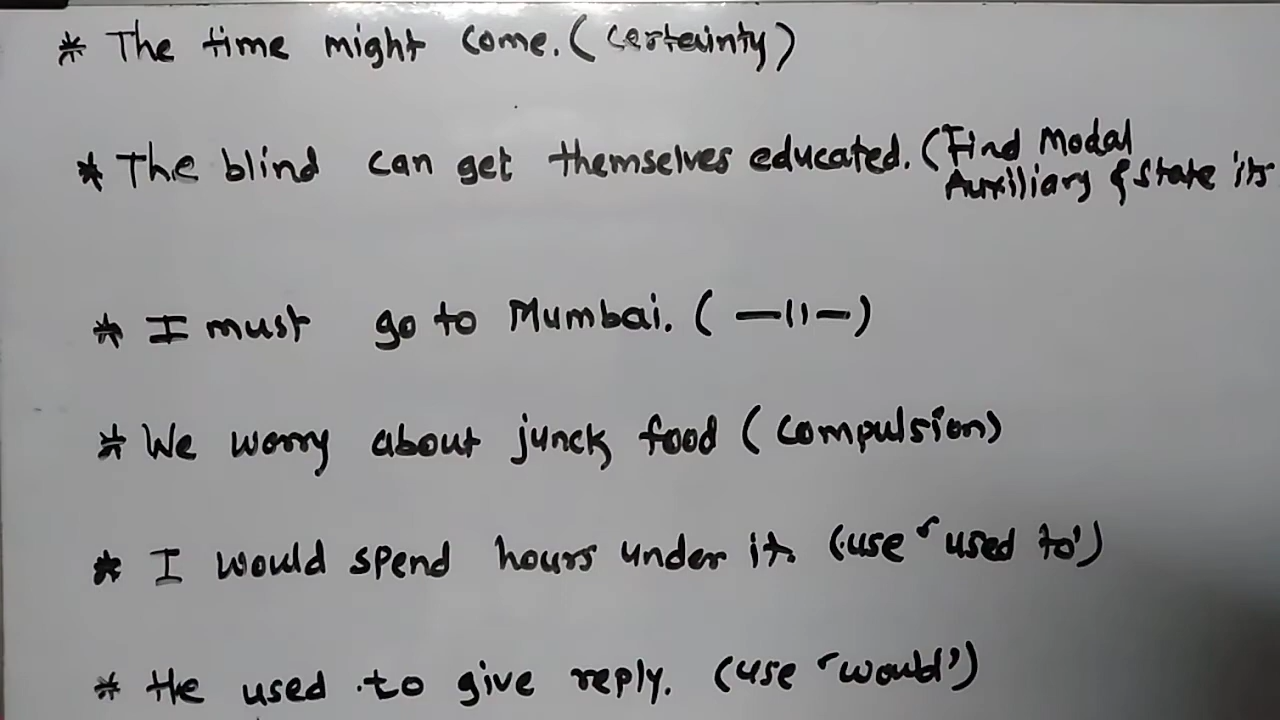 * The time might come. (certainty)
* The blind can get themselves educated. (Find Modal
Auxiliary & state its
* I must go to Mumbai. ( —11— )
* We worry about junck food (compulsion)
* I would spend hours under it. (use 'used to')
* He used to give reply. (use 'would')